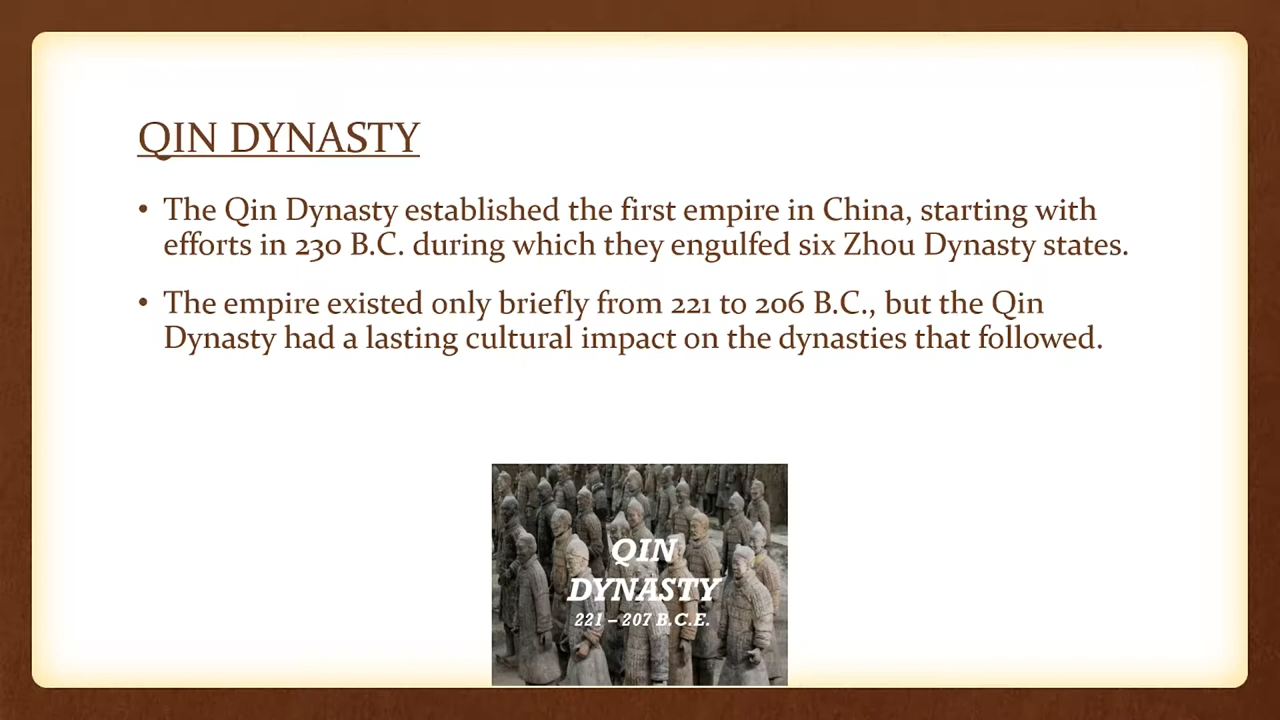 QIN DYNASTY
• The Qin Dynasty established the first empire in China, starting with
efforts in 230 B.C. during which they engulfed six Zhou Dynasty states.
• The empire existed only briefly from 221 to 206 B.C., but the Qin
Dynasty had a lasting cultural impact on the dynasties that followed.
QIN
DYNASTY
221 – 207 B.C.E.